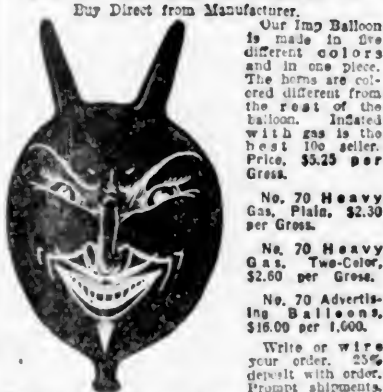 Buy Direct from Manufacturer.
Our Imp Balloon
is made in five
different colors
and in one piece.
The horns are col-
ored different from
the rest of the
balloon. Inflated
with gas is the
best 10c seller.
Price, $5.25 per
Gross.
No. 70 Heavy
Gas, Plain, $2.30
per Gross.
No. 70 Heavy
Gas, Two-Color,
$2.60 per Gross.
No. 70 Advertis-
ing Balloons,
$16.00 per 1,000.
Write or wire
your order. 25%
deposit with order.
Prompt shipments.